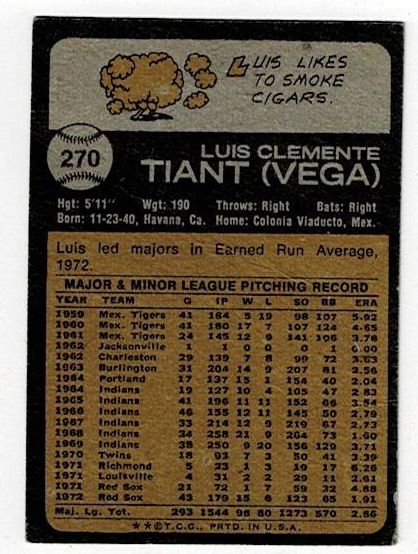 LUIS LIKES
TO SMOKE
CIGARS.
270
LUIS CLEMENTE
TIANT (VEGA)
Hgt: 5'11" Wgt: 190 Throws: Right Bats: Right
Born: 11-23-40, Havana, Ca. Home: Colonia Viaducto, Mex.
Luis led majors in Earned Run Average,
1972.
MAJOR & MINOR LEAGUE PITCHING RECORD
YEAR TEAM G IP W L SO BB ERA
1959 Mex. Tigers 41 184 5 19 98 107 5.92
1960 Mex. Tigers 41 180 17 7 107 124 4.65
1961 Mex. Tigers 24 145 12 9 141 106 3.78
1962 Jacksonville 1 1 0 0 1 0.00
1962 Charleston 29 139 7 8 99 72 3.63
1963 Burlington 31 204 14 9 207 81 2.56
1964 Portland 17 137 15 1 154 40 2.04
1964 Indians 19 127 10 4 105 47 2.83
1965 Indians 41 196 11 11 152 66 3.54
1966 Indians 46 155 12 11 145 50 2.79
1967 Indians 33 214 12 9 219 67 2.73
1968 Indians 34 258 21 9 264 73 1.60
1969 Indians 38 250 9 20 156 129 3.71
1970 Twins 18 93 7 3 50 41 3.39
1971 Richmond 5 23 1 3 19 17 6.26
1971 Louisville 4 31 2 2 29 11 2.61
1971 Red Sox 21 72 1 7 59 32 4.88
1972 Red Sox 43 179 15 6 123 65 1.91
Maj. Lg. Tot. 293 1544 98 80 1273 570 2.86
**©T.C.G., PRTD. IN U.S.A.